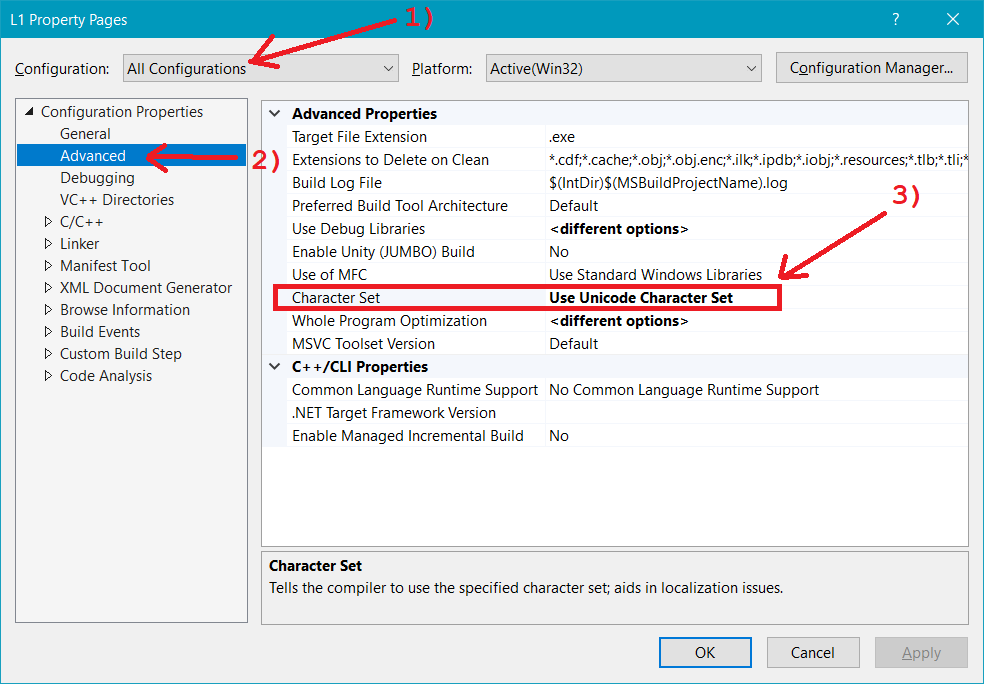 L1 Property Pages ?
1)
Configuration: All Configurations Platform: Active(Win32) Configuration Manager...
Configuration Properties
General
Advanced
2)
Debugging
VC++ Directories
C/C++
Linker
Manifest Tool
XML Document Generator
Browse Information
Build Events
Custom Build Step
Code Analysis
Advanced Properties
Target File Extension .exe
Extensions to Delete on Clean *.cdf;*.cache;*.obj;*.obj.enc;*.ilk;*.ipdb;*.iobj;*.resources;*.tlb;*.tli;*
Build Log File $(IntDir)$(MSBuildProjectName).log
Preferred Build Tool Architecture Default
3)
Use Debug Libraries <different options>
Enable Unity (JUMBO) Build No
Use of MFC Use Standard Windows Libraries
Character Set Use Unicode Character Set
Whole Program Optimization <different options>
MSVC Toolset Version Default
C++/CLI Properties
Common Language Runtime Support No Common Language Runtime Support
.NET Target Framework Version
Enable Managed Incremental Build No
Character Set
Tells the compiler to use the specified character set; aids in localization issues.
OK Cancel Apply